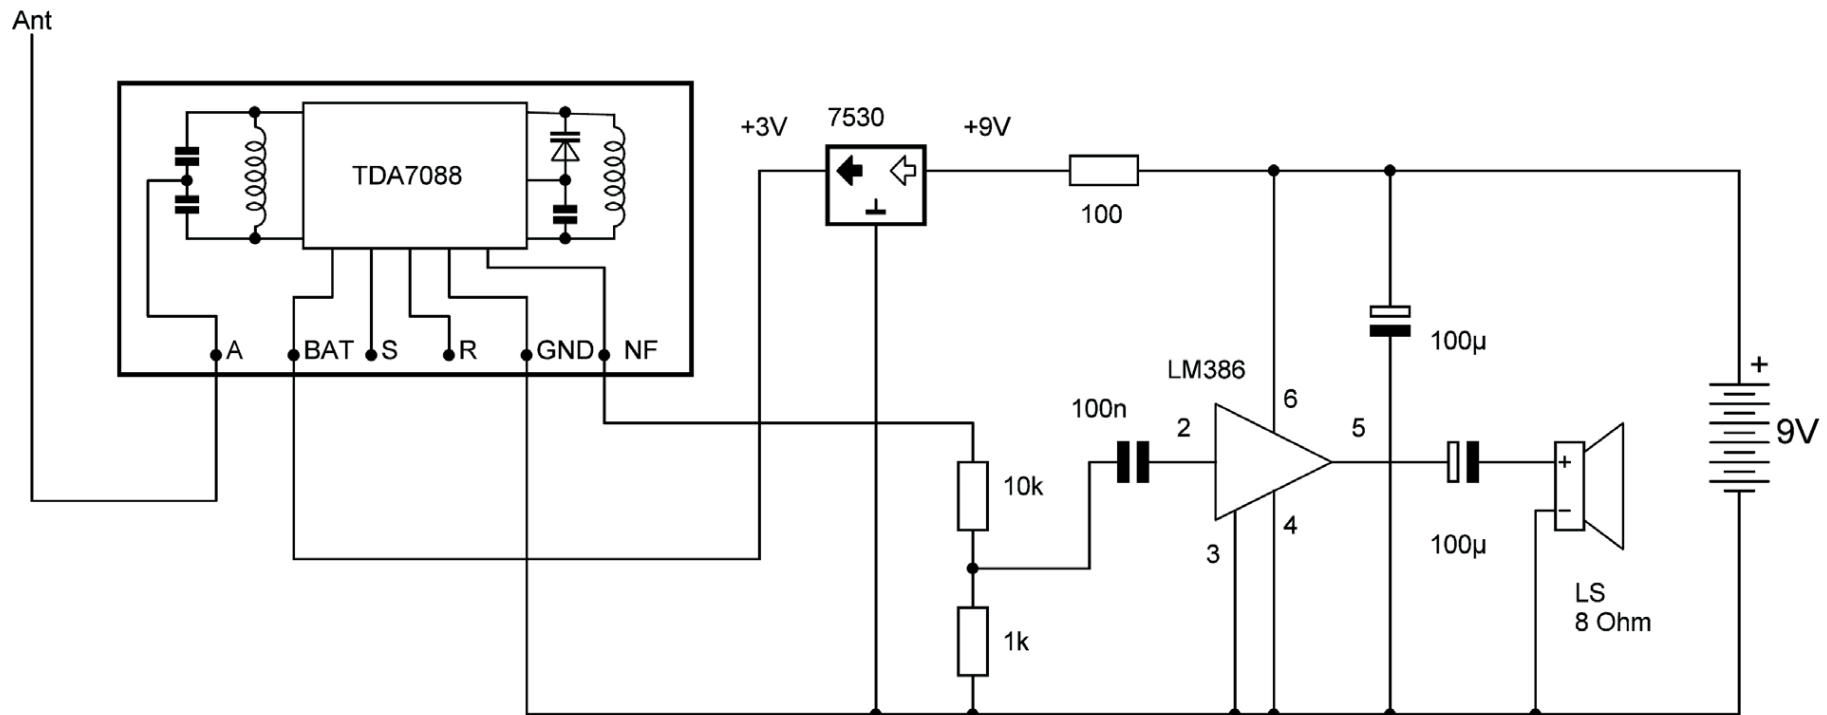 Ant
7530
+3V
+9V
TDA7088
100
A
BAT
S
R
GND
NF
100µ
LM386
+
6
100n
2
5
9V
+
10k
4
−
3
100µ
LS
8 Ohm
1k